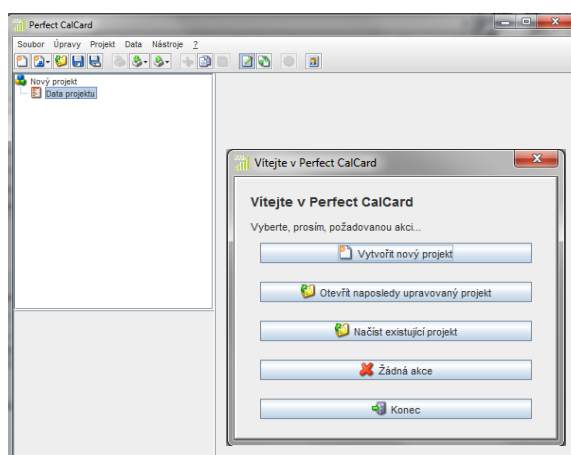 Perfect CalCard
Soubor Úpravy Projekt Data Nástroje ?
Nový projekt
Data projektu
Vítejte v Perfect CalCard
Vítejte v Perfect CalCard
Vyberte, prosím, požadovanou akci...
Vytvořit nový projekt
Otevřít naposledy upravovaný projekt
Načíst existující projekt
Žádná akce
Konec